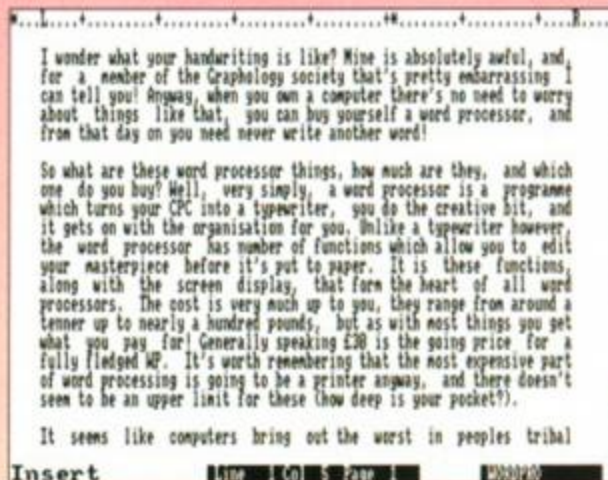 I wonder what your handwriting is like? Mine is absolutely awful, and,
for a member of the Graphology society that's pretty embarrassing I
can tell you! Anyway, when you own a computer there's no need to worry
about things like that, you can buy yourself a word processor, and
from that day on you need never write another word!
So what are these word processor things, how much are they, and which
one do you buy? Well, very simply, a word processor is a programme
which turns your CPC into a typewriter, you do the creative bit, and
it gets on with the organisation for you. Unlike a typewriter however,
the word processor has number of functions which allow you to edit
your masterpiece before it's put to paper. It is these functions,
along with the screen display, that form the heart of all word
processors. The cost is very much up to you, they range from around a
tenner up to nearly a hundred pounds, but as with most things you get
what you pay for! Generally speaking £30 is the going price for a
fully fledged WP. It's worth remembering that the most expensive part
of word processing is going to be a printer anyway, and there doesn't
seem to be an upper limit for these (how deep is your pocket?).
It seems like computers bring out the worst in peoples tribal
Insert Line 1 Col 5 Page 1